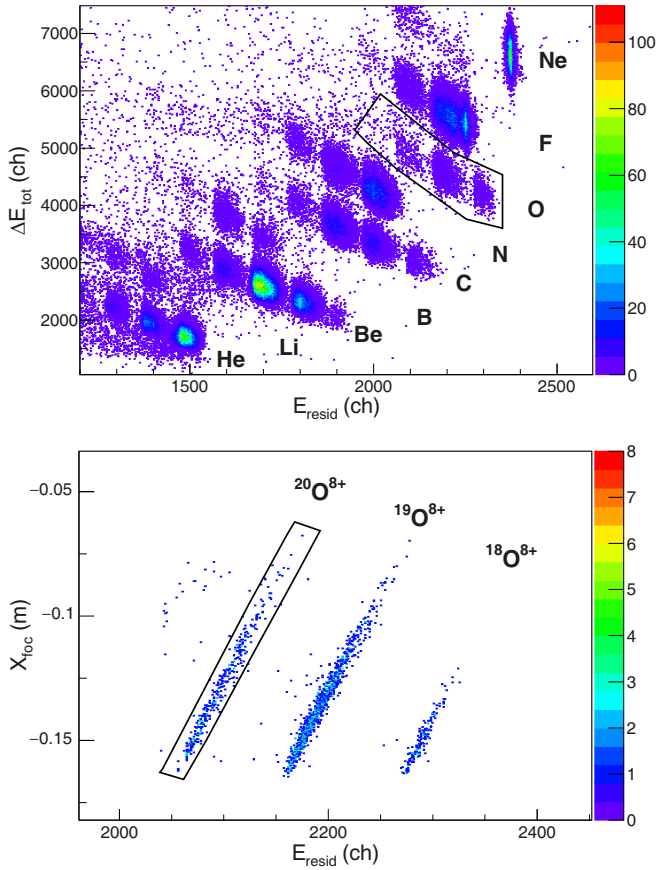 7000
6000
5000
4000
3000
2000
ΔE_tot (ch)
Ne
F
O
N
C
B
Be
Li
He
1500
2000
2500
E_resid (ch)
100
80
60
40
20
0
−0.05
−0.1
−0.15
X_foc (m)
²⁰O⁸⁺
¹⁹O⁸⁺
¹⁸O⁸⁺
2000
2200
2400
E_resid (ch)
8
7
6
5
4
3
2
1
0